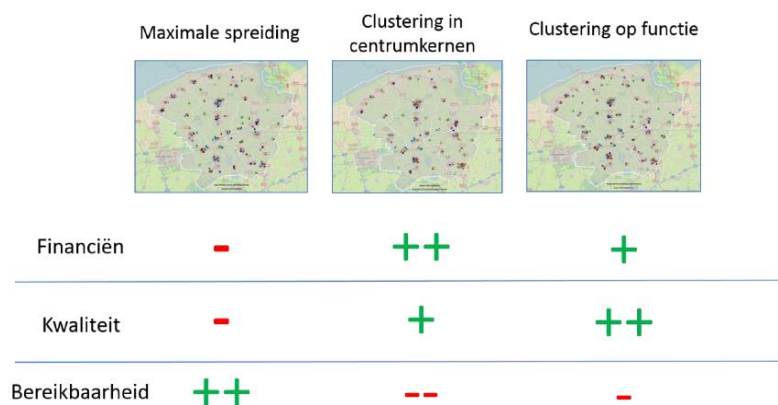 Maximale spreiding
Clustering in
centrumkernen
Clustering op functie
Financiën - ++ +
Kwaliteit - + ++
Bereikbaarheid ++ -- -